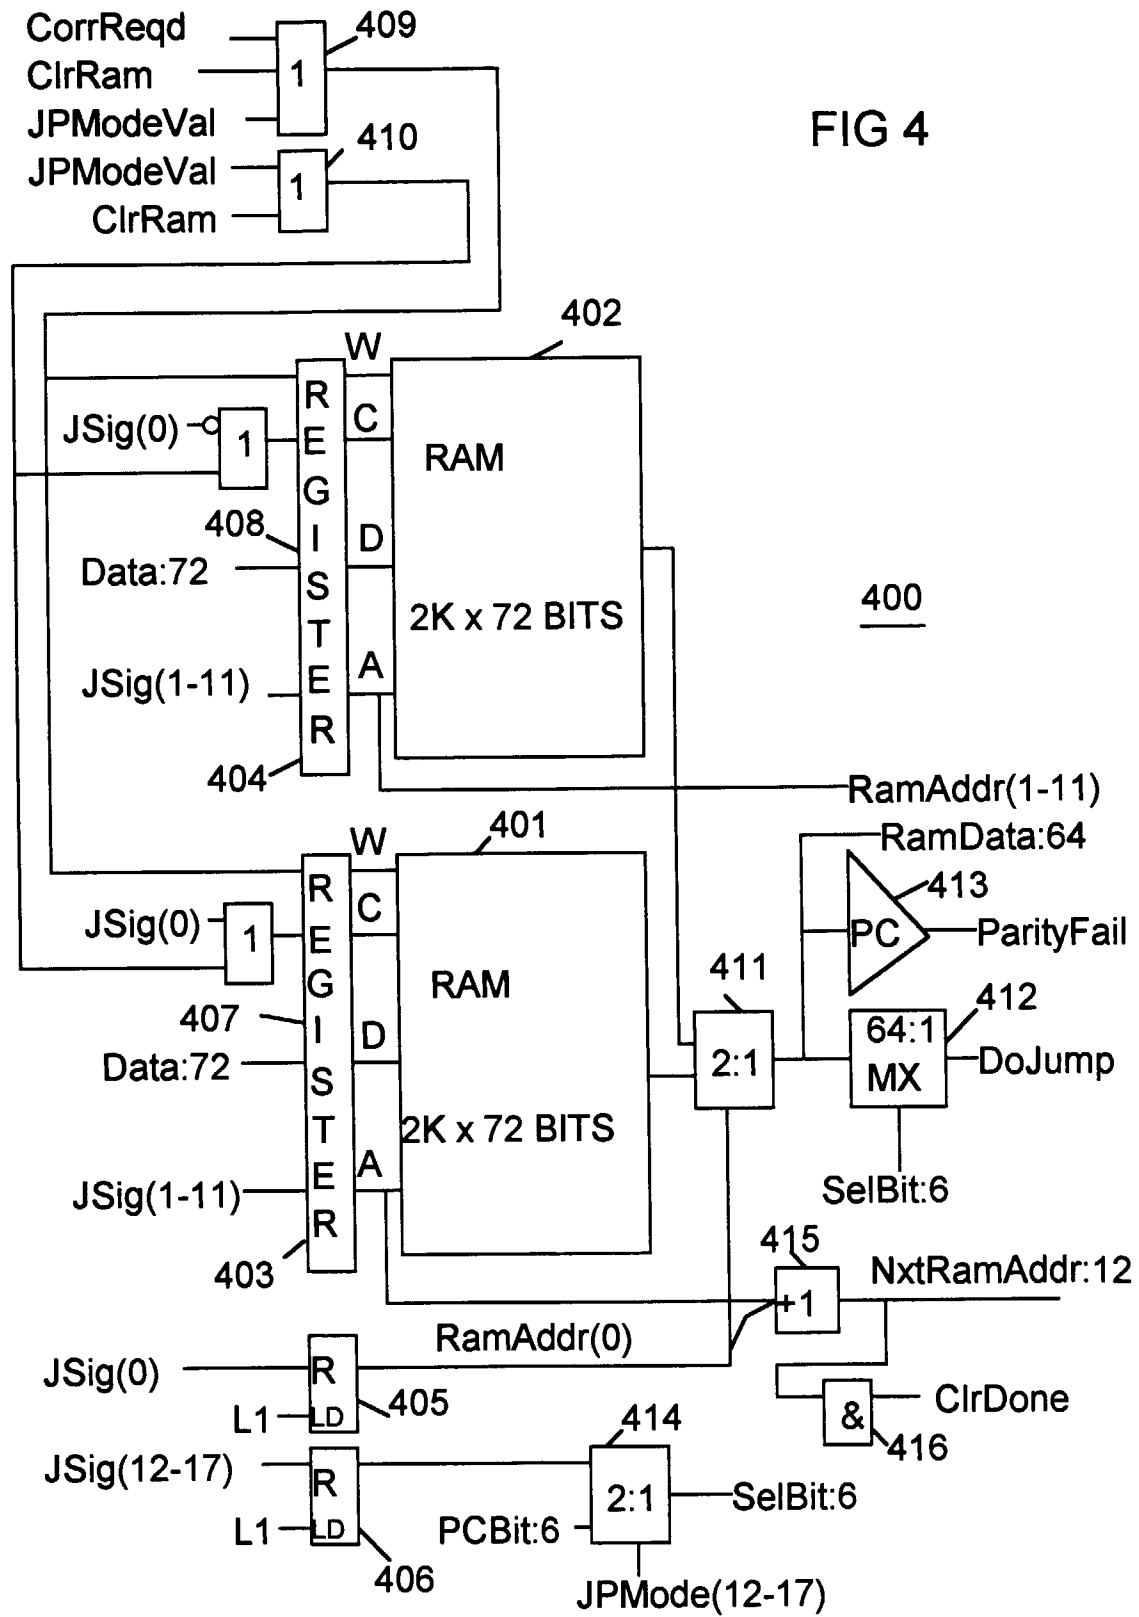 CorrReqd
409
ClrRam
1
JPModeVal
FIG 4
410
JPModeVal
1
ClrRam
402
W
REGISTER
C
JSig(0)
1
RAM
408
D
Data:72
2K x 72 BITS
400
A
JSig(1-11)
404
RamAddr(1-11)
401
W
RamData:64
REGISTER
413
C
JSig(0)
1
PC
ParityFail
411
RAM
412
407
D
64:1
MX
Data:72
2:1
DoJump
2K x 72 BITS
A
JSig(1-11)
SelBit:6
415
403
NxtRamAddr:12
+1
RamAddr(0)
JSig(0)
R
405
ClrDone
L1
LD
414
&
416
JSig(12-17)
R
2:1
SelBit:6
L1
LD
PCBit:6
406
JPMode(12-17)